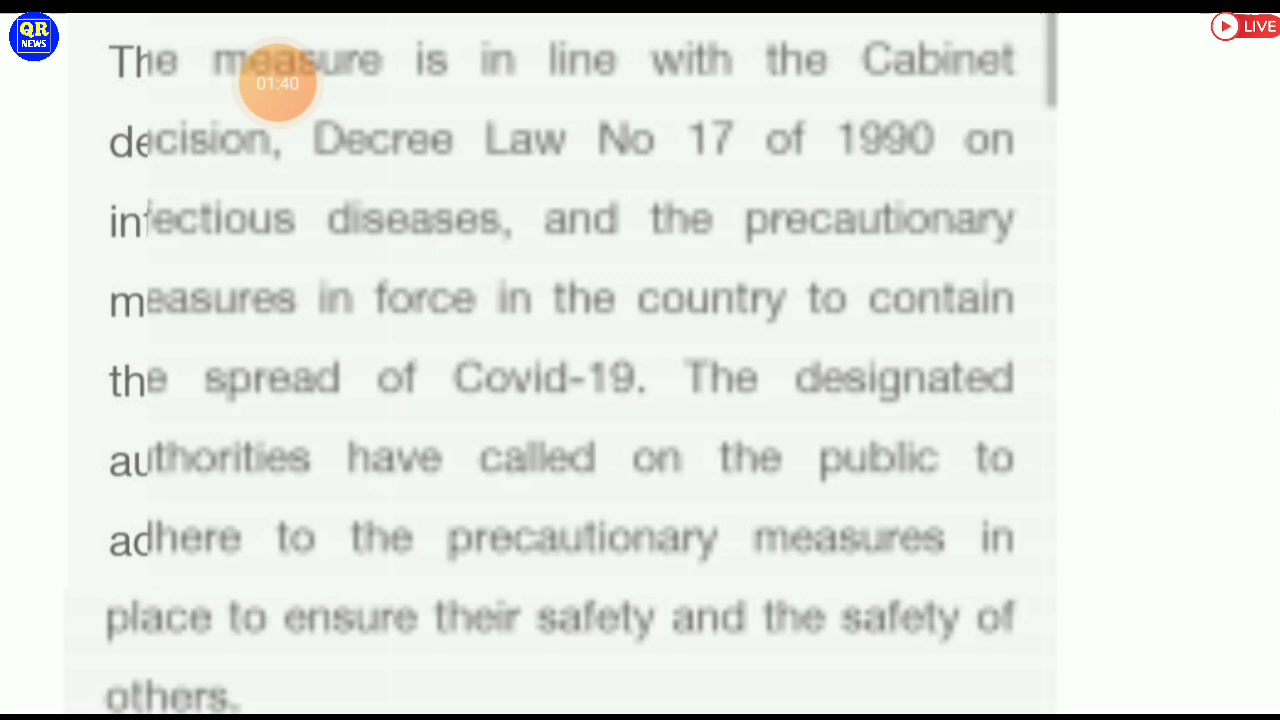 QR
NEWS
LIVE
01:40
The measure is in line with the Cabinet
decision, Decree Law No 17 of 1990 on
infectious diseases, and the precautionary
measures in force in the country to contain
the spread of Covid-19. The designated
authorities have called on the public to
adhere to the precautionary measures in
place to ensure their safety and the safety of
others.